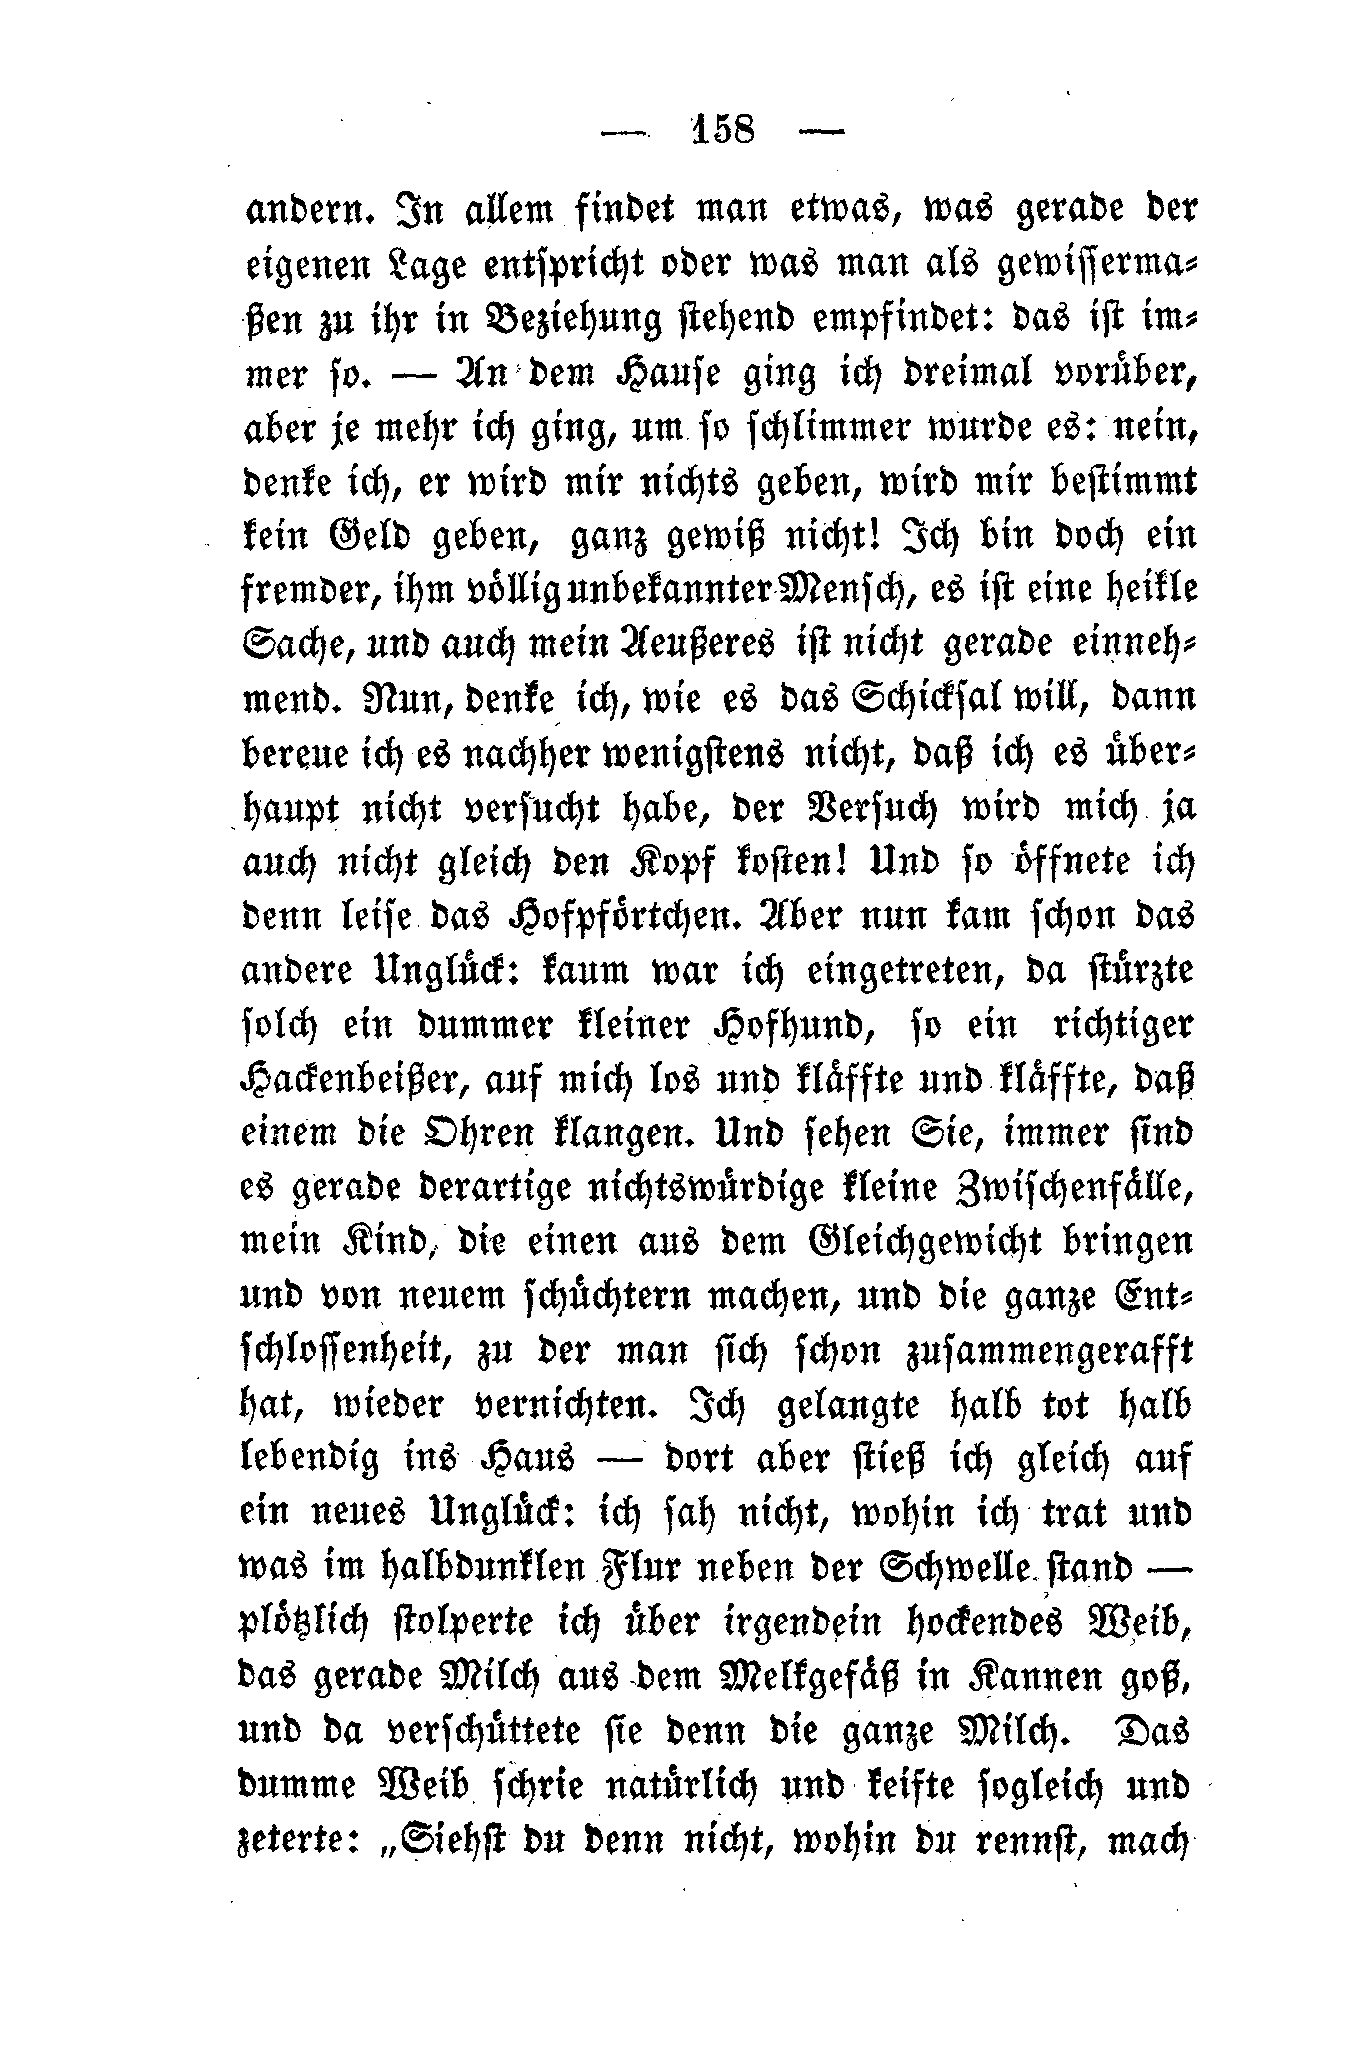 — 158 —
andern. In allem findet man etwas, was gerade der
eigenen Lage entspricht oder was man als gewisserma-
ßen zu ihr in Beziehung stehend empfindet: das ist im-
mer so. — An dem Hause ging ich dreimal vorüber,
aber je mehr ich ging, um so schlimmer wurde es: nein,
denke ich, er wird mir nichts geben, wird mir bestimmt
kein Geld geben, ganz gewiß nicht! Ich bin doch ein
fremder, ihm völlig unbekannter Mensch, es ist eine heikle
Sache, und auch mein Aeußeres ist nicht gerade einneh-
mend. Nun, denke ich, wie es das Schicksal will, dann
bereue ich es nachher wenigstens nicht, daß ich es über-
haupt nicht versucht habe, der Versuch wird mich ja
auch nicht gleich den Kopf kosten! Und so öffnete ich
denn leise das Hofpförtchen. Aber nun kam schon das
andere Unglück: kaum war ich eingetreten, da stürzte
solch ein dummer kleiner Hofhund, so ein richtiger
Hackenbeißer, auf mich los und kläffte und kläffte, daß
einem die Ohren klangen. Und sehen Sie, immer sind
es gerade derartige nichtswürdige kleine Zwischenfälle,
mein Kind, die einen aus dem Gleichgewicht bringen
und von neuem schüchtern machen, und die ganze Ent-
schlossenheit, zu der man sich schon zusammengerafft
hat, wieder vernichten. Ich gelangte halb tot halb
lebendig ins Haus — dort aber stieß ich gleich auf
ein neues Unglück: ich sah nicht, wohin ich trat und
was im halbdunklen Flur neben der Schwelle stand —
plötzlich stolperte ich über irgendein hockendes Weib,
das gerade Milch aus dem Melkgefäß in Kannen goß,
und da verschüttete sie denn die ganze Milch. Das
dumme Weib schrie natürlich und keifte sogleich und
zeterte: „Siehst du denn nicht, wohin du rennst, mach